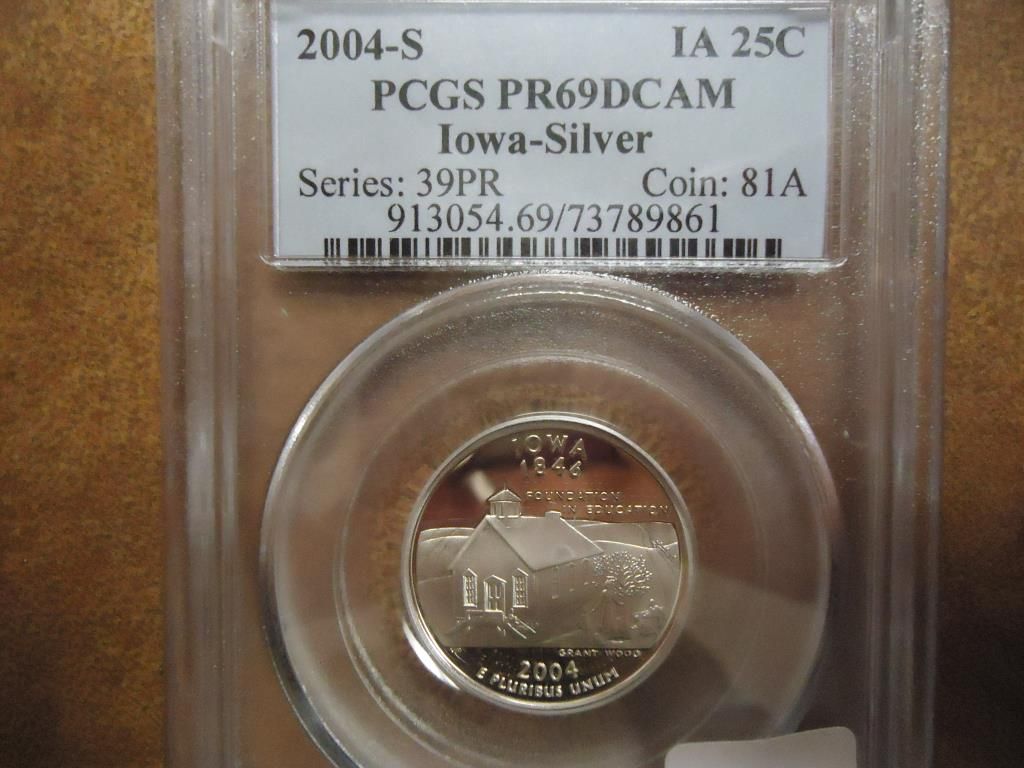 2004-S IA 25C
PCGS PR69DCAM
Iowa-Silver
Series: 39PR Coin: 81A
913054.69/73789861
IOWA
1846
FOUNDATION
IN EDUCATION
GRANT WOOD
2004
E PLURIBUS UNUM